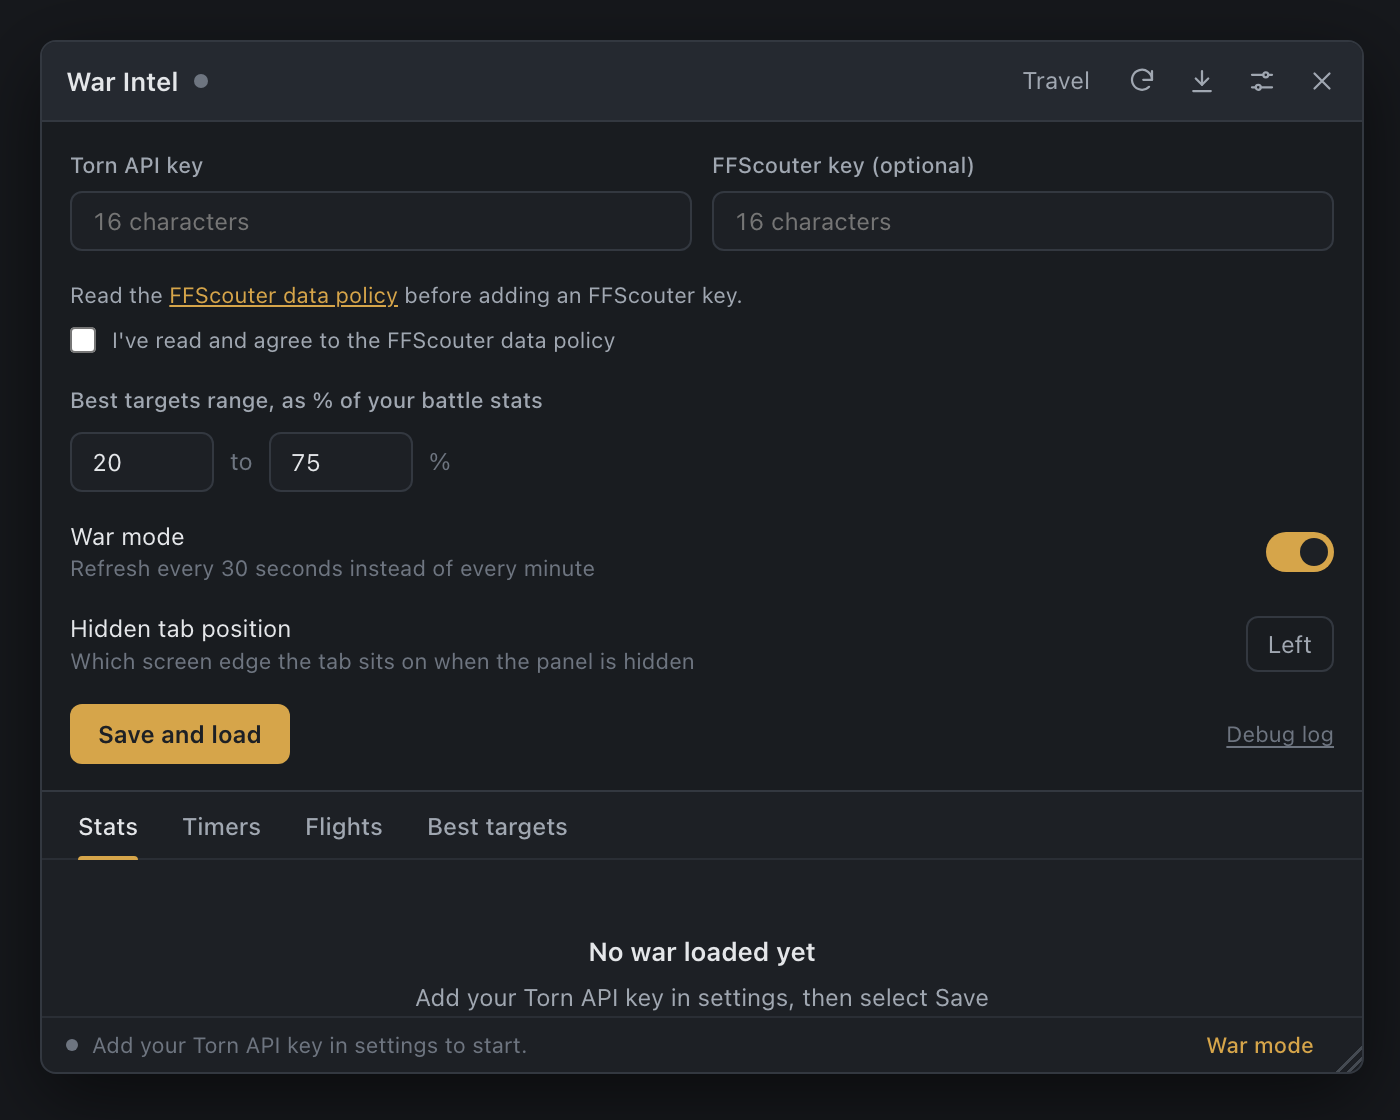 War Intel
Travel
Torn API key
FFScouter key (optional)
16 characters
16 characters
Read the FFScouter data policy before adding an FFScouter key.
I've read and agree to the FFScouter data policy
Best targets range, as % of your battle stats
20 to 75 %
War mode
Refresh every 30 seconds instead of every minute
Hidden tab position
Which screen edge the tab sits on when the panel is hidden
Left
Save and load
Debug log
Stats Timers Flights Best targets
No war loaded yet
Add your Torn API key in settings, then select Save
Add your Torn API key in settings to start.
War mode